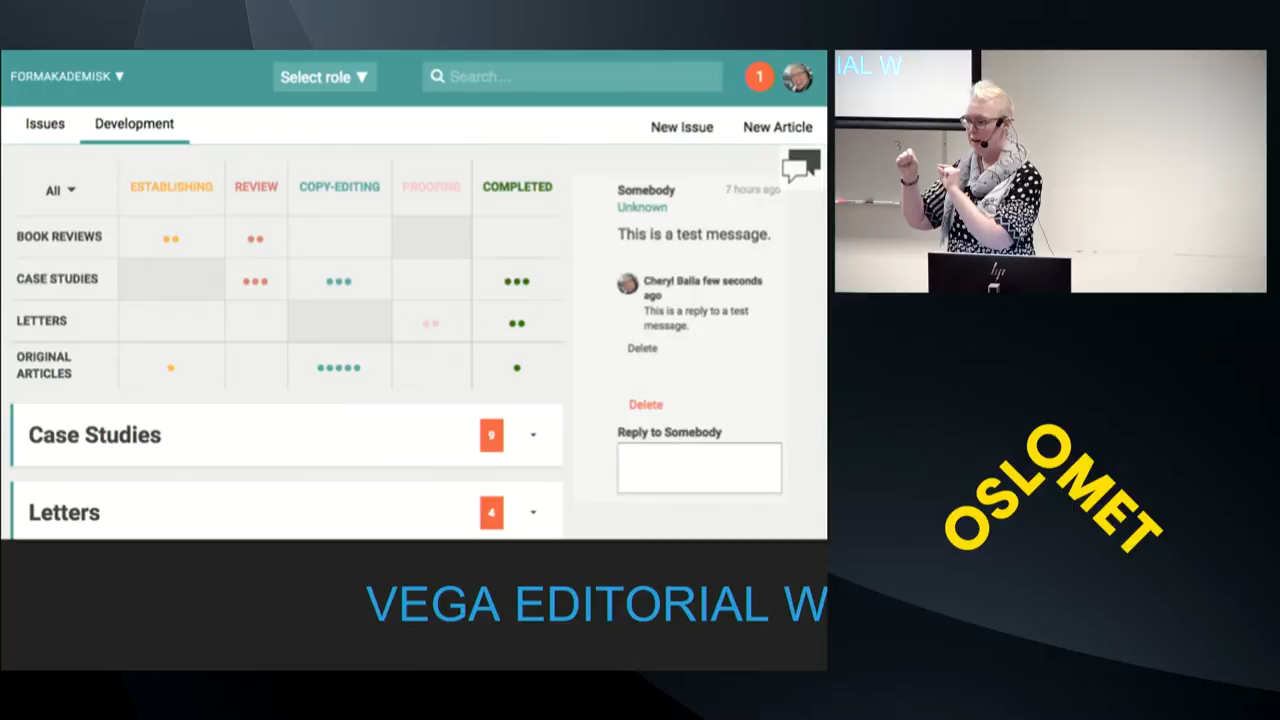 FORMAKADEMISK ▼
Select role ▼
Search...
1
Issues
Development
New Issue
New Article
All
ESTABLISHING
REVIEW
COPY-EDITING
PROOFING
COMPLETED
BOOK REVIEWS
CASE STUDIES
LETTERS
ORIGINAL
ARTICLES
Case Studies
9
Letters
4
Somebody
7 hours ago
Unknown
This is a test message.
Cheryl Balla few seconds
ago
This is a reply to a test
message.
Delete
Delete
Reply to Somebody
VEGA EDITORIAL W
IAL W
hp
OSLOMET